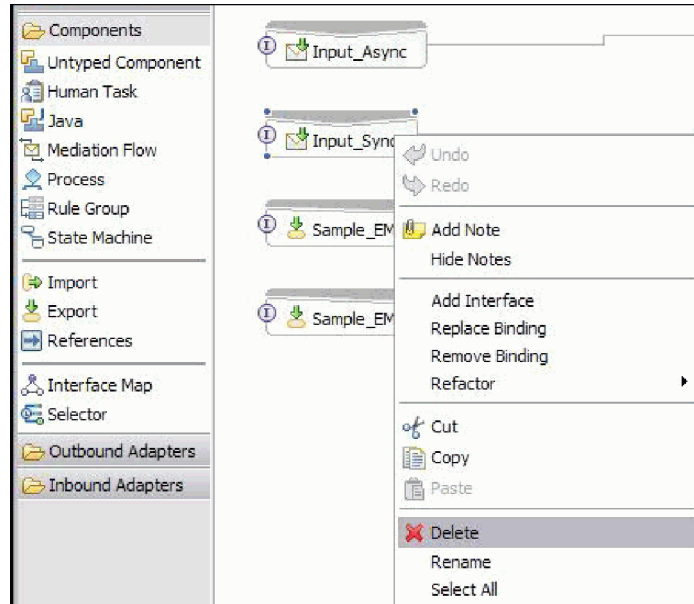 Components
Untyped Component
Human Task
Java
Mediation Flow
Process
Rule Group
State Machine
Import
Export
References
Interface Map
Selector
Outbound Adapters
Inbound Adapters
I Input_Async
I Input_Sync
I Sample_EM
I Sample_EM
Undo
Redo
Add Note
Hide Notes
Add Interface
Replace Binding
Remove Binding
Refactor
Cut
Copy
Paste
Delete
Rename
Select All